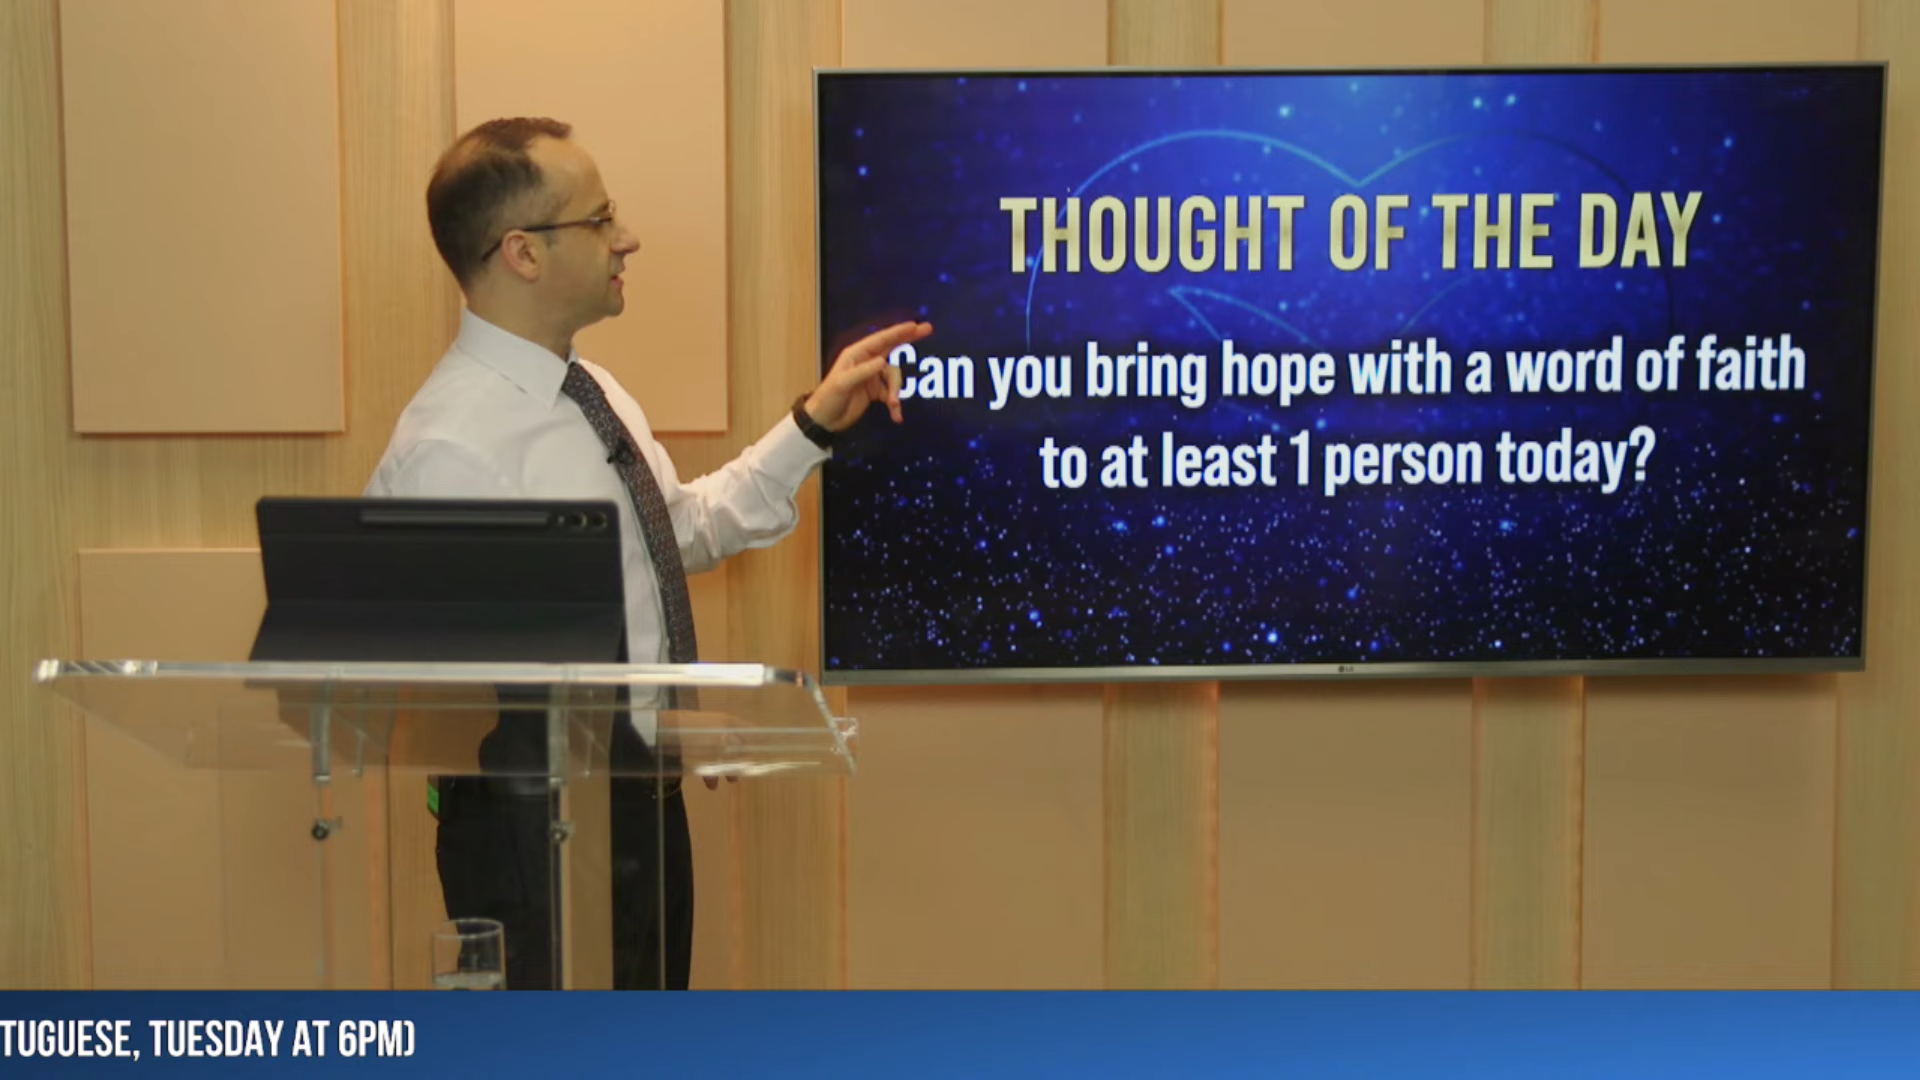 THOUGHT OF THE DAY
Can you bring hope with a word of faith
to at least 1 person today?
LG
TUGUESE, TUESDAY AT 6PM)